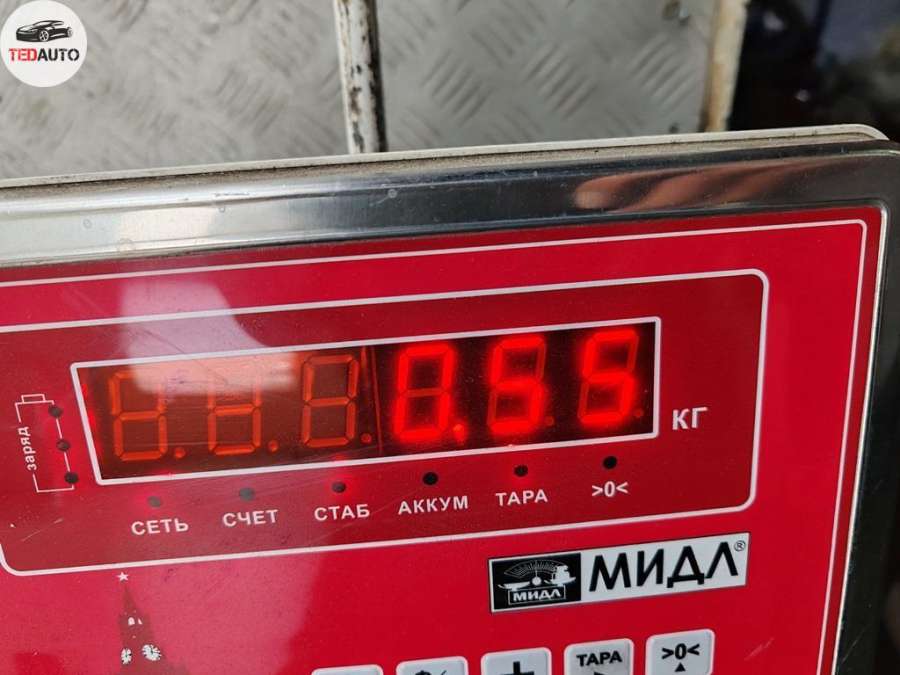 TEDAUTO
0.55
КГ
заряд
СЕТЬ СЧЕТ СТАБ АККУМ ТАРА >0<
МИДЛ МИДЛ®
ТАРА >0<